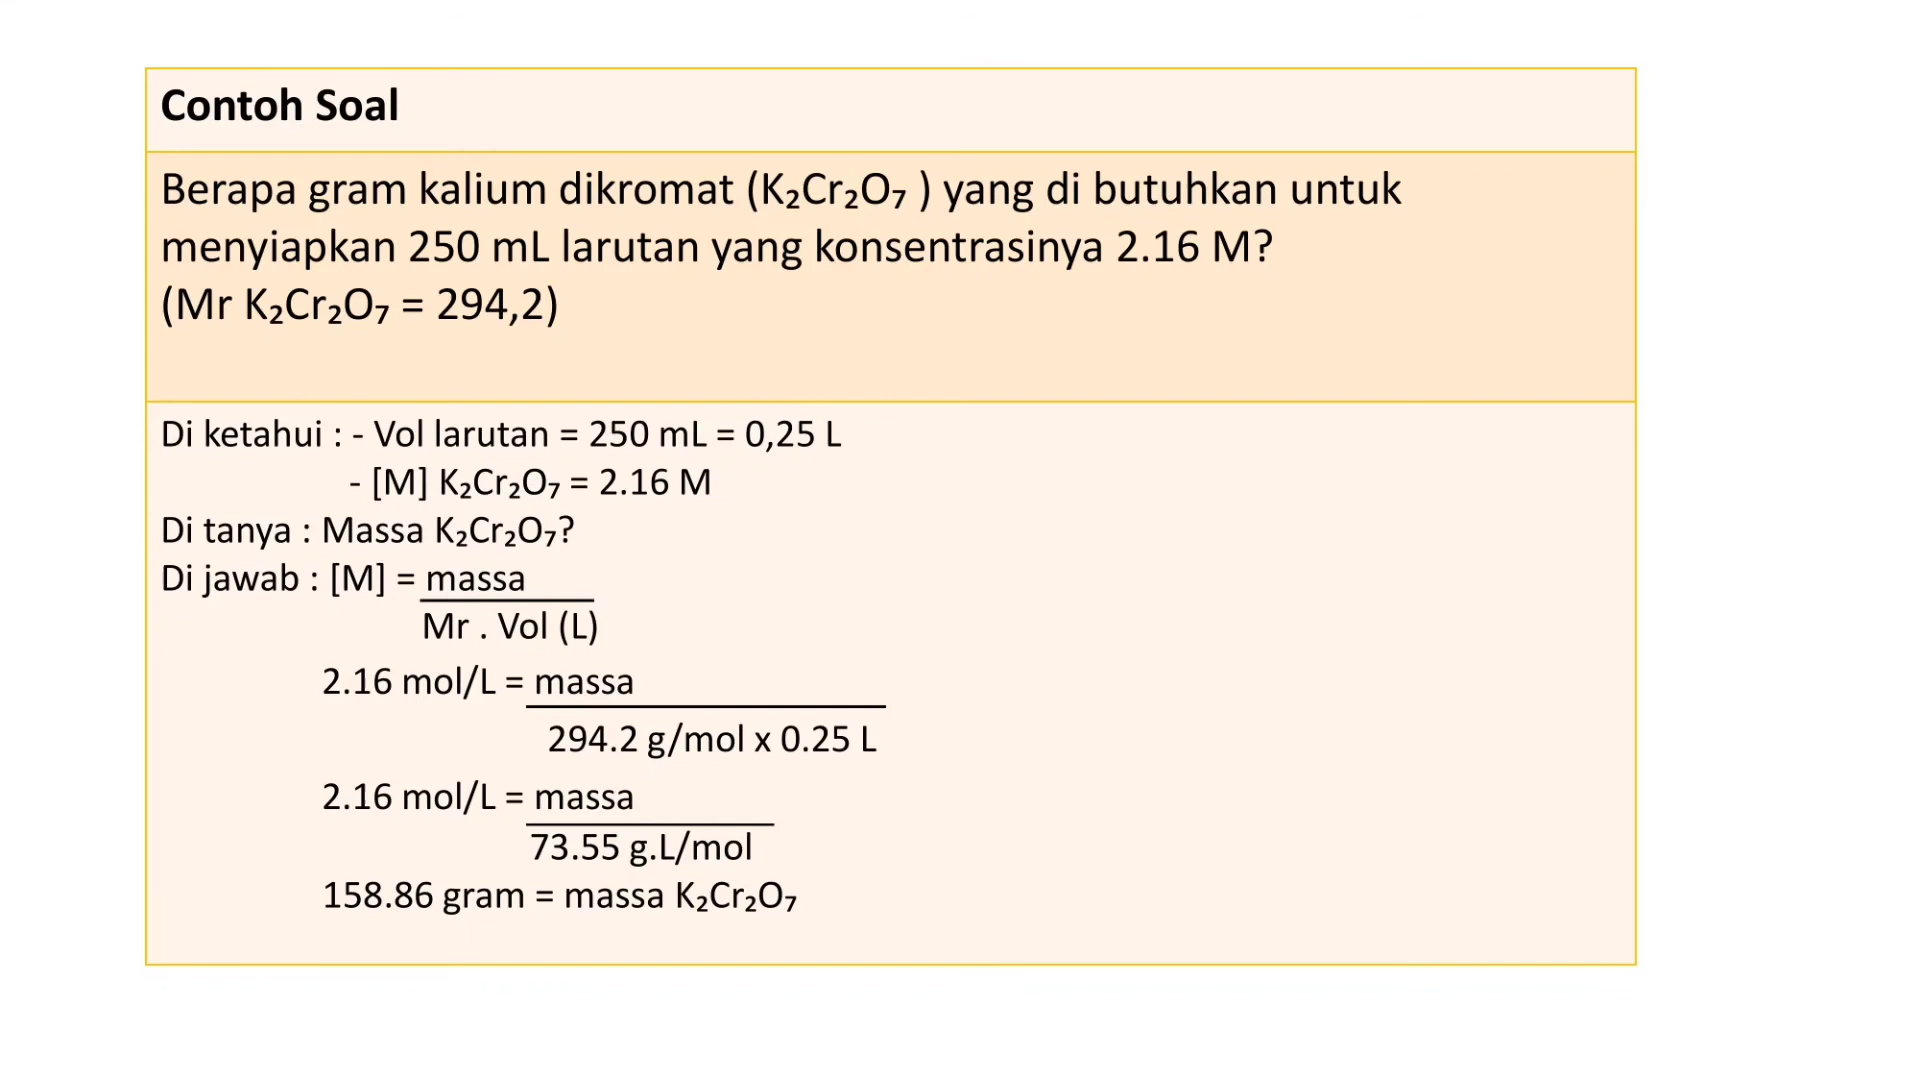 Contoh Soal
Berapa gram kalium dikromat (K₂Cr₂O₇ ) yang di butuhkan untuk
menyiapkan 250 mL larutan yang konsentrasinya 2.16 M?
(Mr K₂Cr₂O₇ = 294,2)
Di ketahui : - Vol larutan = 250 mL = 0,25 L
- [M] K₂Cr₂O₇ = 2.16 M
Di tanya : Massa K₂Cr₂O₇?
Di jawab : [M] = massa
Mr . Vol (L)
2.16 mol/L = massa
294.2 g/mol x 0.25 L
2.16 mol/L = massa
73.55 g.L/mol
158.86 gram = massa K₂Cr₂O₇